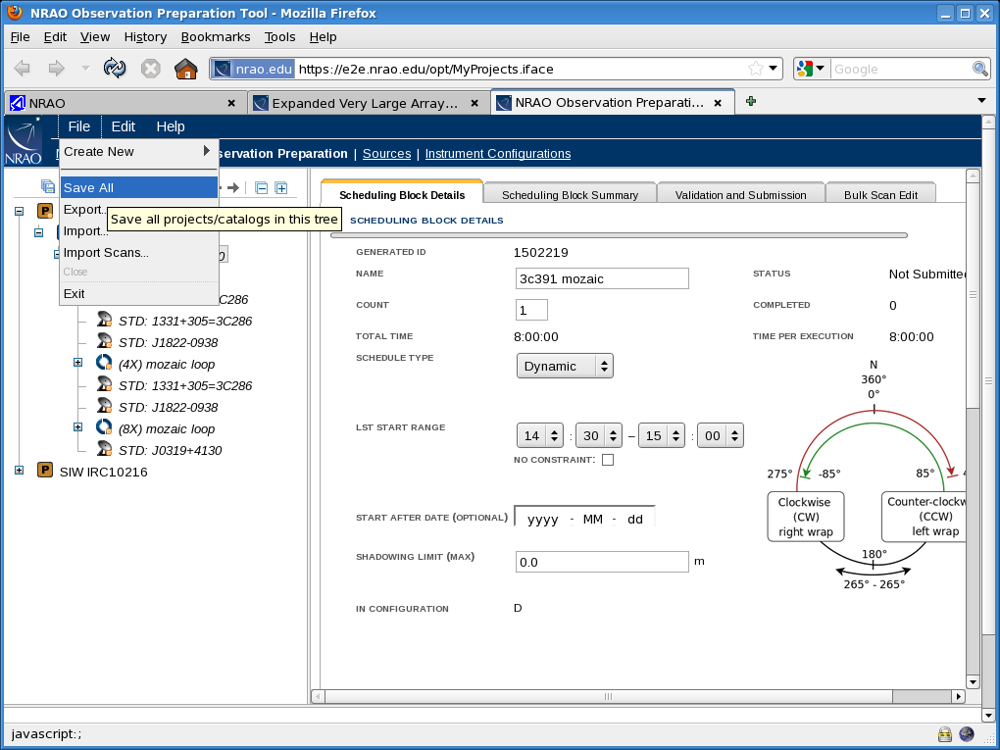 NRAO Observation Preparation Tool - Mozilla Firefox
File Edit View History Bookmarks Tools Help
nrao.edu https://e2e.nrao.edu/opt/MyProjects.iface Google
NRAO Expanded Very Large Array... NRAO Observation Preparati...
NRAO
File Edit Help
servation Preparation | Sources | Instrument Configurations
Create New
Save All
Export...
Save all projects/catalogs in this tree
Import...
Import Scans...
Close
Exit
C286
STD: 1331+305=3C286
STD: J1822-0938
(4X) mozaic loop
STD: 1331+305=3C286
STD: J1822-0938
(8X) mozaic loop
STD: J0319+4130
SIW IRC10216
Scheduling Block Details Scheduling Block Summary Validation and Submission Bulk Scan Edit
SCHEDULING BLOCK DETAILS
GENERATED ID 1502219
NAME 3c391 mozaic STATUS Not Submitte
COUNT 1 COMPLETED 0
TOTAL TIME 8:00:00 TIME PER EXECUTION 8:00:00
SCHEDULE TYPE Dynamic
LST START RANGE 14 : 30 – 15 : 00
NO CONSTRAINT:
START AFTER DATE (OPTIONAL) yyyy - MM - dd
SHADOWING LIMIT (MAX) 0.0 m
IN CONFIGURATION D
N
360°
0°
275° -85° 85° 4
Clockwise
(CW)
right wrap
Counter-clockw
(CCW)
left wrap
180°
265° - 265°
javascript:;